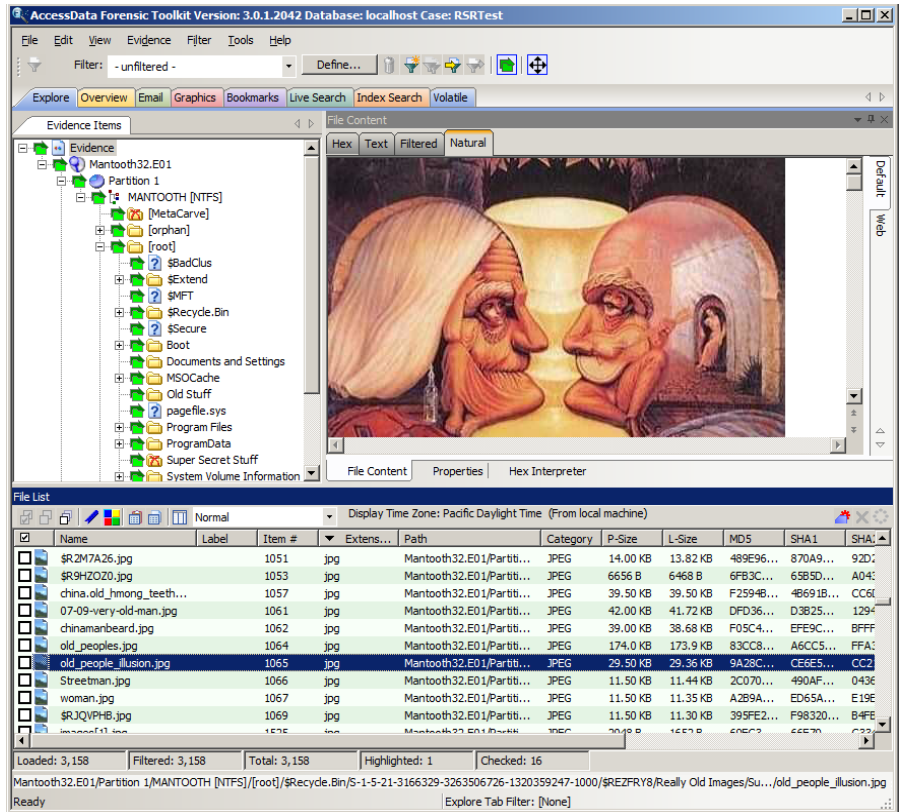 AccessData Forensic Toolkit Version: 3.0.1.2042 Database: localhost Case: RSRTest
File Edit View Evidence Filter Tools Help
Filter: - unfiltered - Define...
Explore Overview Email Graphics Bookmarks Live Search Index Search Volatile
Evidence Items
Evidence
Mantooth32.E01
Partition 1
MANTOOTH [NTFS]
[MetaCarve]
[orphan]
[root]
$BadClus
$Extend
$MFT
$Recycle.Bin
$Secure
Boot
Documents and Settings
MSOCache
Old Stuff
pagefile.sys
Program Files
ProgramData
Super Secret Stuff
System Volume Information
File Content
Hex Text Filtered Natural
Default
Web
File Content Properties Hex Interpreter
File List
Normal Display Time Zone: Pacific Daylight Time (From local machine)
Name Label Item # Extens... Path Category P-Size L-Size MD5 SHA1 SHA2
$R2M7A26.jpg 1051 jpg Mantooth32.E01/Partiti... JPEG 14.00 KB 13.82 KB 489E96... 870A9... 92D2
$R9HZOZ0.jpg 1053 jpg Mantooth32.E01/Partiti... JPEG 6656 B 6468 B 6FB3C... 65B5D... A043
china.old_hmong_teeth... 1057 jpg Mantooth32.E01/Partiti... JPEG 39.50 KB 39.50 KB F2594B... 4B691B... CC6D
07-09-very-old-man.jpg 1061 jpg Mantooth32.E01/Partiti... JPEG 42.00 KB 41.72 KB DFD36... D3B25... 1294
chinamanbeard.jpg 1062 jpg Mantooth32.E01/Partiti... JPEG 39.00 KB 38.68 KB F05C4... EFE9C... BFFF
old_peoples.jpg 1064 jpg Mantooth32.E01/Partiti... JPEG 174.0 KB 173.9 KB 83CC8... A6CC5... FFA3
old_people_illusion.jpg 1065 jpg Mantooth32.E01/Partiti... JPEG 29.50 KB 29.36 KB 9A28C... CE6E5... CC2
Streetman.jpg 1066 jpg Mantooth32.E01/Partiti... JPEG 11.50 KB 11.44 KB 2C070... 490AF... 0436
woman.jpg 1067 jpg Mantooth32.E01/Partiti... JPEG 11.50 KB 11.35 KB A2B9A... ED65A... E19E
$RJQVPHB.jpg 1069 jpg Mantooth32.E01/Partiti... JPEG 11.50 KB 11.30 KB 395FE2... F98320... B4FE
Loaded: 3,158 Filtered: 3,158 Total: 3,158 Highlighted: 1 Checked: 16
Mantooth32.E01/Partition 1/MANTOOTH [NTFS]/[root]/$Recycle.Bin/S-1-5-21-3166329-3263506726-1320359247-1000/$REZFRY8/Really Old Images/Su.../old_people_illusion.jpg
Ready Explore Tab Filter: [None]